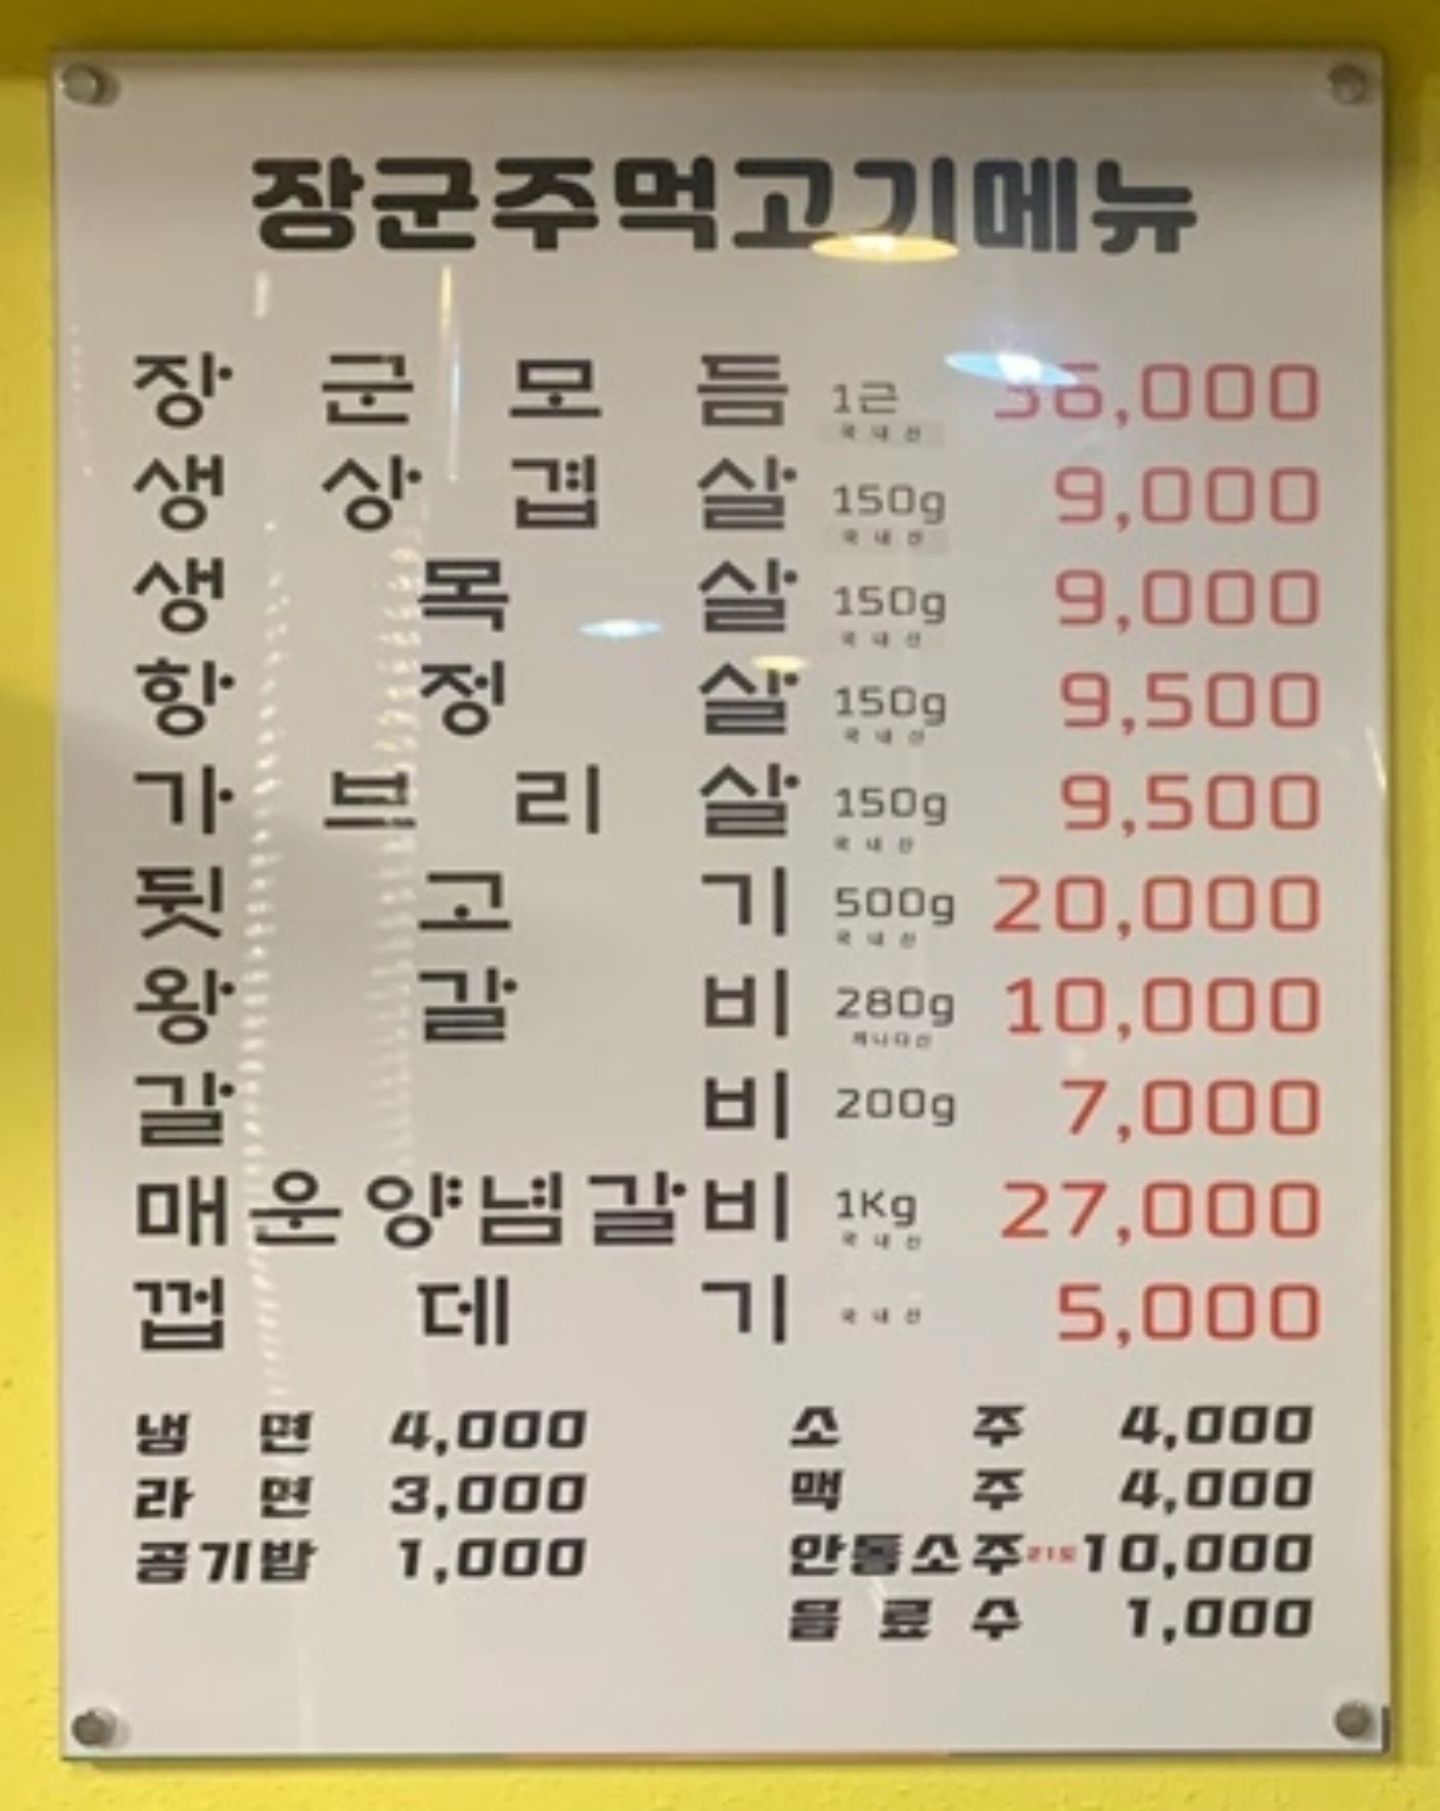 장군주먹고기메뉴
장군모듬 1근 36,000
국내산
생삼겹살 150g 9,000
국내산
생목살 150g 9,000
국내산
항정살 150g 9,500
국내산
가브리살 150g 9,500
국내산
뒷고기 500g 20,000
국내산
왕갈비 280g 10,000
캐나다산
갈비 200g 7,000
매운양념갈비 1Kg 27,000
국내산
껍데기 국내산 5,000
냉면 4,000 소주 4,000
라면 3,000 맥주 4,000
공기밥 1,000 안동소주 21도 10,000
음료수 1,000